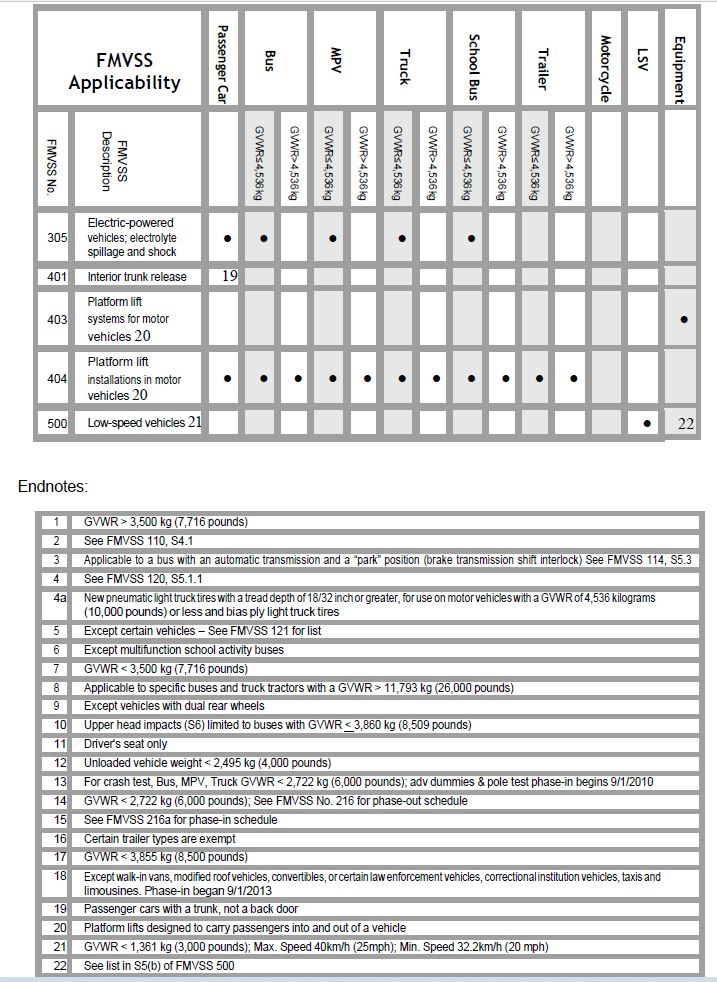 FMVSS
Applicability
Passenger Car
Bus
MPV
Truck
School Bus
Trailer
Motorcycle
LSV
Equipment
FMVSS No.
FMVSS
Description
GVWR≤4,536 kg
GVWR>4,536 kg
GVWR≤4,536 kg
GVWR>4,536 kg
GVWR≤4,536 kg
GVWR>4,536 kg
GVWR≤4,536 kg
GVWR>4,536 kg
GVWR≤4,536 kg
GVWR>4,536 kg
Electric-powered
305 vehicles; electrolyte ● ● ● ● ●
spillage and shock
401 Interior trunk release 19
Platform lift
403 systems for motor ●
vehicles 20
Platform lift
404 installations in motor ● ● ● ● ● ● ● ● ● ● ●
vehicles 20
500 Low-speed vehicles 21 ● 22
Endnotes:
1 GVWR > 3,500 kg (7,716 pounds)
2 See FMVSS 110, S4.1
3 Applicable to a bus with an automatic transmission and a "park" position (brake transmission shift interlock) See FMVSS 114, S5.3
4 See FMVSS 120, S5.1.1
4a New pneumatic light truck tires with a tread depth of 18/32 inch or greater, for use on motor vehicles with a GVWR of 4,536 kilograms
(10,000 pounds) or less and bias ply light truck tires
5 Except certain vehicles – See FMVSS 121 for list
6 Except multifunction school activity buses
7 GVWR < 3,500 kg (7,716 pounds)
8 Applicable to specific buses and truck tractors with a GVWR > 11,793 kg (26,000 pounds)
9 Except vehicles with dual rear wheels
10 Upper head impacts (S6) limited to buses with GVWR ≤ 3,860 kg (8,509 pounds)
11 Driver's seat only
12 Unloaded vehicle weight < 2,495 kg (4,000 pounds)
13 For crash test, Bus, MPV, Truck GVWR < 2,722 kg (6,000 pounds); adv dummies & pole test phase-in begins 9/1/2010
14 GVWR < 2,722 kg (6,000 pounds); See FMVSS No. 216 for phase-out schedule
15 See FMVSS 216a for phase-in schedule
16 Certain trailer types are exempt
17 GVWR < 3,855 kg (8,500 pounds)
18 Except walk-in vans, modified roof vehicles, convertibles, or certain law enforcement vehicles, correctional institution vehicles, taxis and
limousines. Phase-in began 9/1/2013
19 Passenger cars with a trunk, not a back door
20 Platform lifts designed to carry passengers into and out of a vehicle
21 GVWR < 1,361 kg (3,000 pounds); Max. Speed 40km/h (25mph); Min. Speed 32.2km/h (20 mph)
22 See list in S5(b) of FMVSS 500